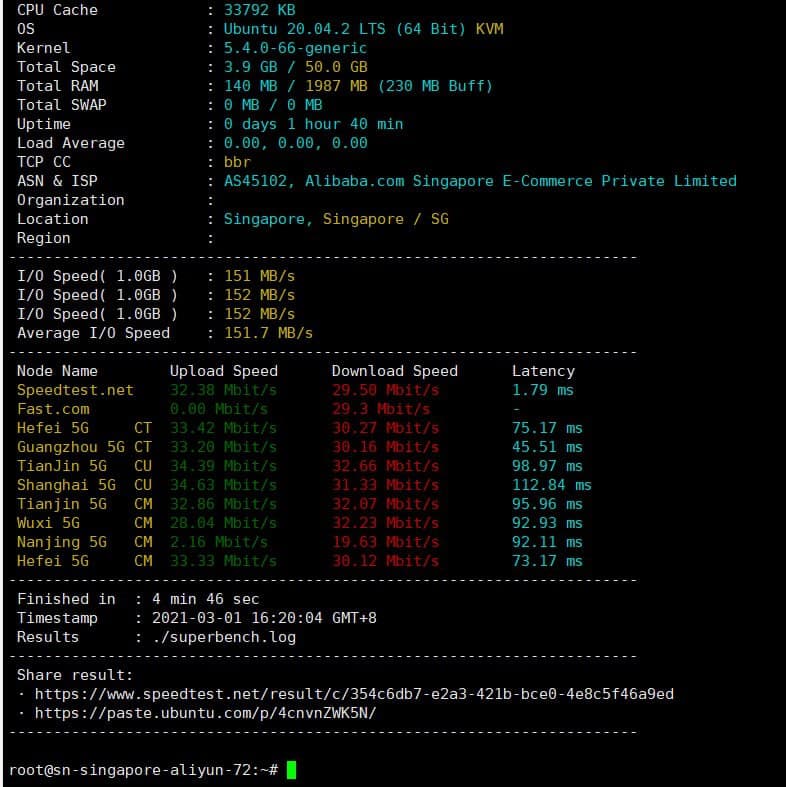 CPU Cache : 33792 KB
OS : Ubuntu 20.04.2 LTS (64 Bit) KVM
Kernel : 5.4.0-66-generic
Total Space : 3.9 GB / 50.0 GB
Total RAM : 140 MB / 1987 MB (230 MB Buff)
Total SWAP : 0 MB / 0 MB
Uptime : 0 days 1 hour 40 min
Load Average : 0.00, 0.00, 0.00
TCP CC : bbr
ASN & ISP : AS45102, Alibaba.com Singapore E-Commerce Private Limited
Organization :
Location : Singapore, Singapore / SG
Region :
----------------------------------------------------------------------
I/O Speed( 1.0GB ) : 151 MB/s
I/O Speed( 1.0GB ) : 152 MB/s
I/O Speed( 1.0GB ) : 152 MB/s
Average I/O Speed : 151.7 MB/s
----------------------------------------------------------------------
Node Name Upload Speed Download Speed Latency
Speedtest.net 32.38 Mbit/s 29.50 Mbit/s 1.79 ms
Fast.com 0.00 Mbit/s 29.3 Mbit/s -
Hefei 5G CT 33.42 Mbit/s 30.27 Mbit/s 75.17 ms
Guangzhou 5G CT 33.20 Mbit/s 30.16 Mbit/s 45.51 ms
TianJin 5G CU 34.39 Mbit/s 32.66 Mbit/s 98.97 ms
Shanghai 5G CU 34.63 Mbit/s 31.33 Mbit/s 112.84 ms
Tianjin 5G CM 32.86 Mbit/s 32.07 Mbit/s 95.96 ms
Wuxi 5G CM 28.04 Mbit/s 32.23 Mbit/s 92.93 ms
Nanjing 5G CM 2.16 Mbit/s 19.63 Mbit/s 92.11 ms
Hefei 5G CM 33.33 Mbit/s 30.12 Mbit/s 73.17 ms
----------------------------------------------------------------------
Finished in : 4 min 46 sec
Timestamp : 2021-03-01 16:20:04 GMT+8
Results : ./superbench.log
----------------------------------------------------------------------
Share result:
· https://www.speedtest.net/result/c/354c6db7-e2a3-421b-bce0-4e8c5f46a9ed
· https://paste.ubuntu.com/p/4cnvnZWK5N/
----------------------------------------------------------------------
root@sn-singapore-aliyun-72:~#